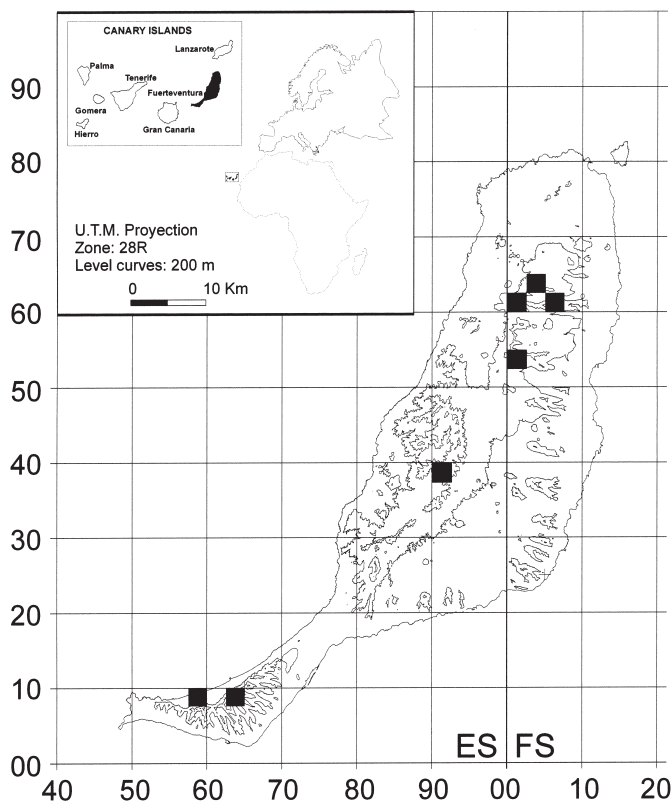 CANARY ISLANDS
Lanzarote
Palma
Tenerife
Fuerteventura
Gomera
Hierro
Gran Canaria
U.T.M. Proyection
Zone: 28R
Level curves: 200 m
0 10 Km
90
80
70
60
50
40
30
20
10
00
ES FS
40 50 60 70 80 90 00 10 20